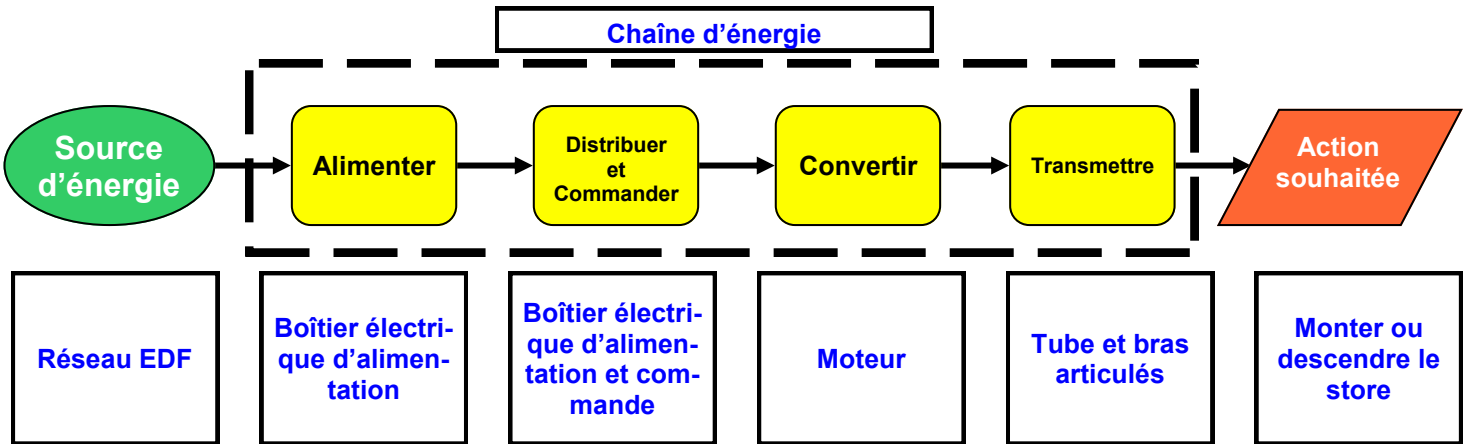 Chaîne d'énergie
Source
d'énergie
Alimenter
Distribuer
et
Commander
Convertir
Transmettre
Action
souhaitée
Réseau EDF
Boîtier électri-
que d'alimen-
tation
Boîtier électri-
que d'alimen-
tation et com-
mande
Moteur
Tube et bras
articulés
Monter ou
descendre le
store